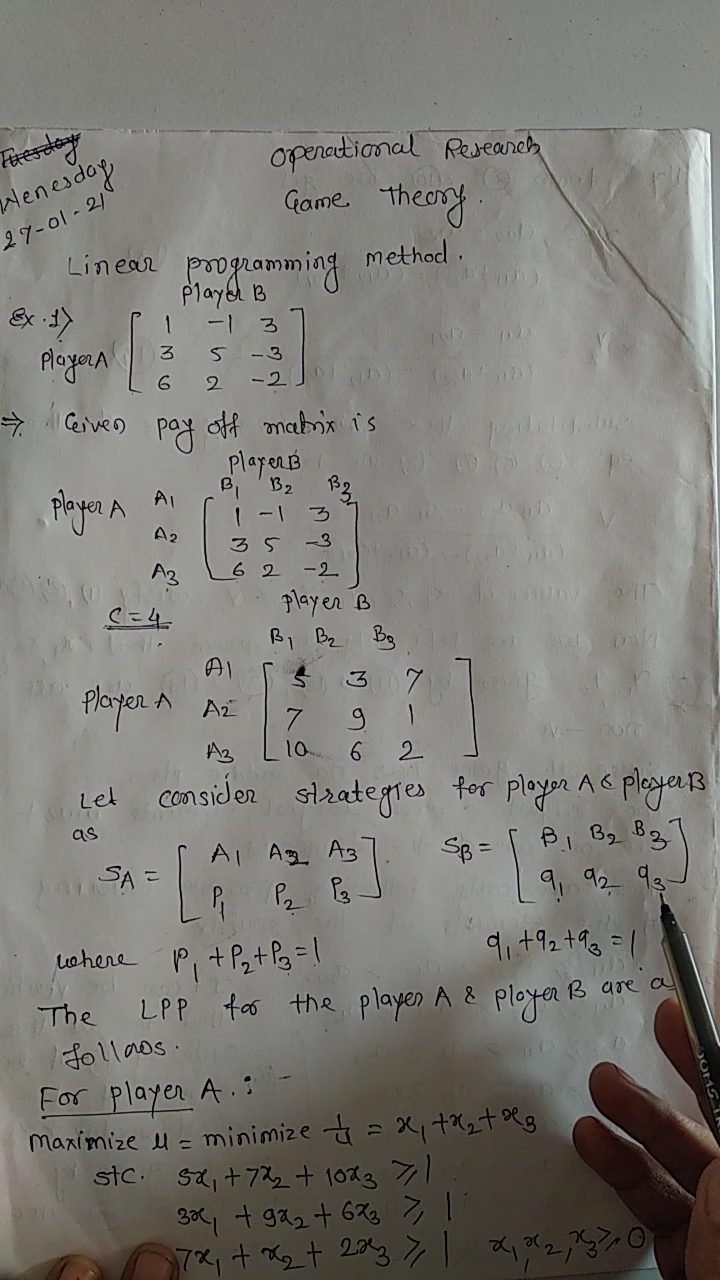 Tuesday
Wenesday
27-01-21
Operational Research
Game Theory.
Linear programming method.
Player B
Ex.1)
Player A [ 1 -1 3
3 5 -3
6 2 -2 ]
⇒ Given pay off matrix is
Player B
B1 B2 B3
Player A A1 [ 1 -1 3
A2 3 5 -3
A3 6 2 -2 ]
C=4
Player B
B1 B2 B3
Player A A1 [ 5 3 7
A2 7 9 1
A3 10 6 2 ]
Let consider strategies for player A & player B
as
SA = [ A1 A2 A3
P1 P2 P3 ]
SB = [ B1 B2 B3
q1 q2 q3 ]
where P1 + P2 + P3 = 1 q1 + q2 + q3 = 1
The LPP for the player A & player B are a
follaos.
For player A.: -
Maximize u = minimize 1/u = x1 + x2 + x3
stc. 5x1 + 7x2 + 10x3 ≥ 1
3x1 + 9x2 + 6x3 ≥ 1
7x1 + x2 + 2x3 ≥ 1 x1, x2, x3 ≥ 0